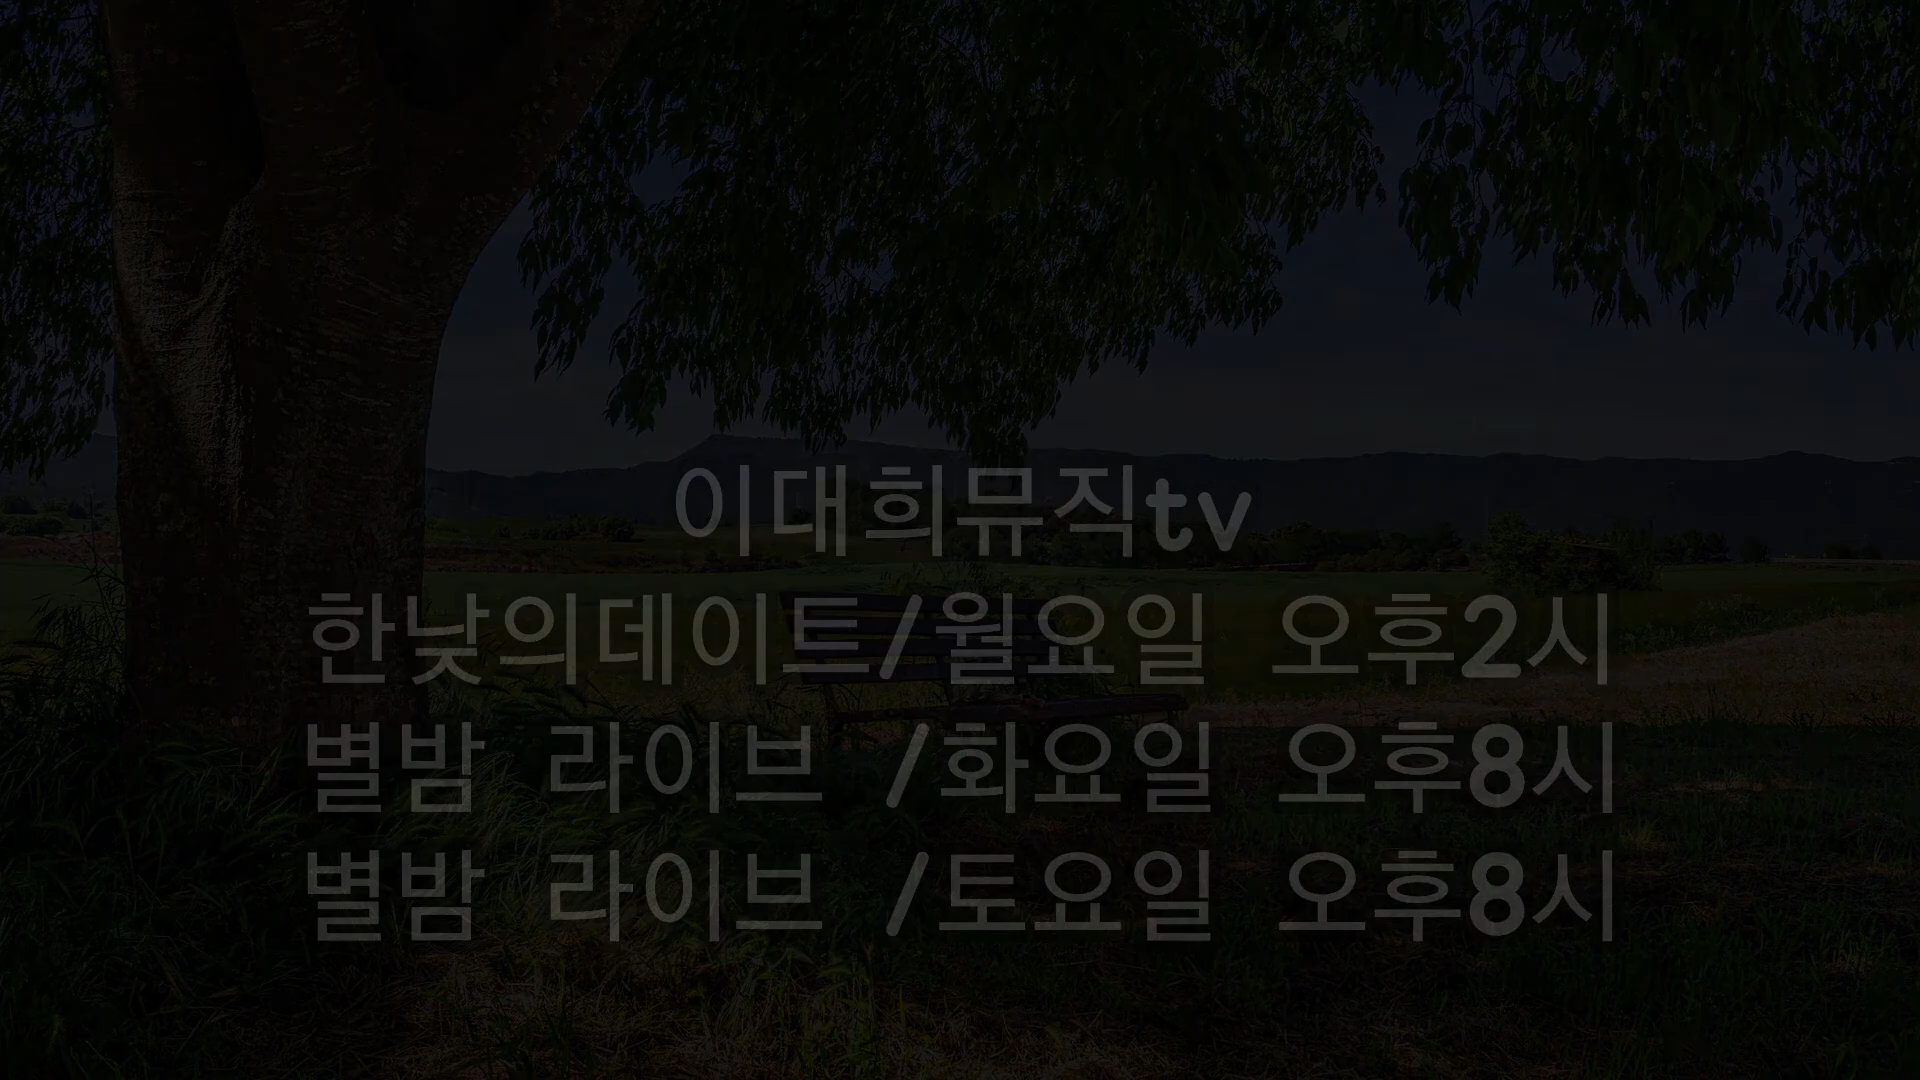 이대희뮤직tv
한낮의데이트/월요일 오후2시
별밤 라이브 /화요일 오후8시
별밤 라이브 /토요일 오후8시